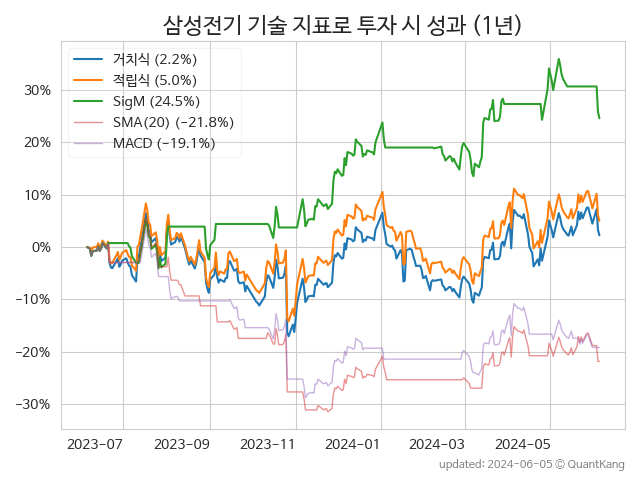 삼성전기 기술 지표로 투자 시 성과 (1년)
거치식 (2.2%)
적립식 (5.0%)
SigM (24.5%)
SMA(20) (−21.8%)
MACD (−19.1%)
30%
20%
10%
0%
−10%
−20%
−30%
2023-07 2023-09 2023-11 2024-01 2024-03 2024-05
updated: 2024-06-05 ⓒ QuantKang